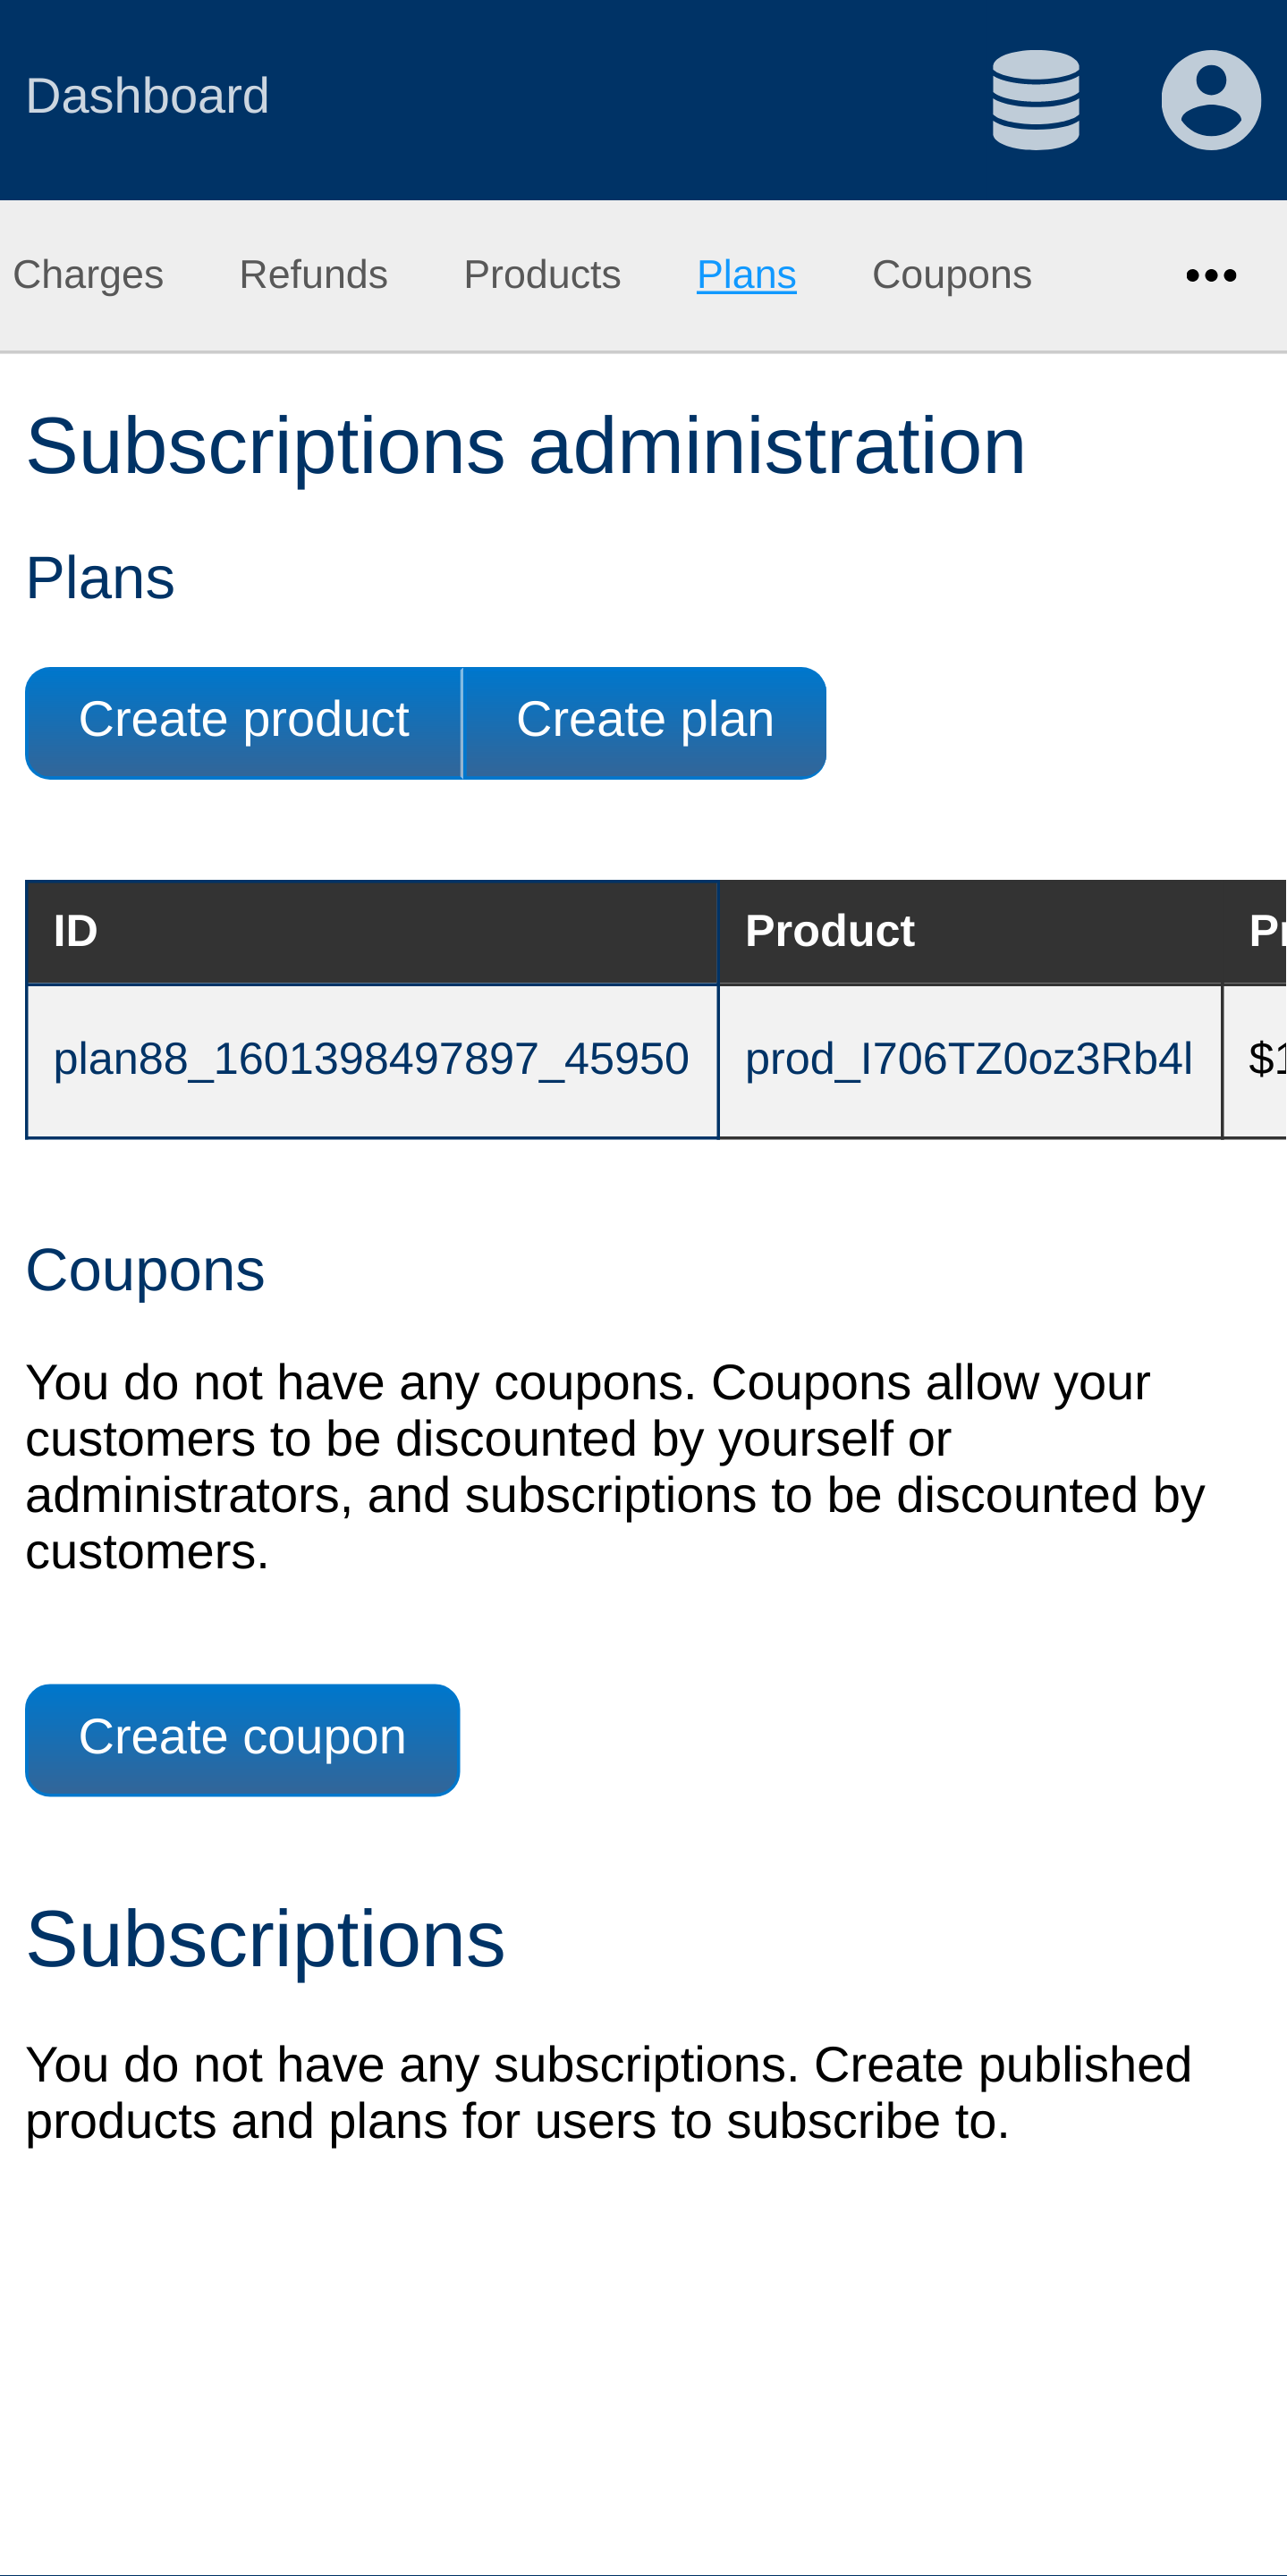 Dashboard
Charges Refunds Products Plans Coupons •••
Subscriptions administration
Plans
Create product Create plan
ID Product
plan88_1601398497897_45950 prod_I706TZ0oz3Rb4l
Coupons
You do not have any coupons. Coupons allow your
customers to be discounted by yourself or
administrators, and subscriptions to be discounted by
customers.
Create coupon
Subscriptions
You do not have any subscriptions. Create published
products and plans for users to subscribe to.